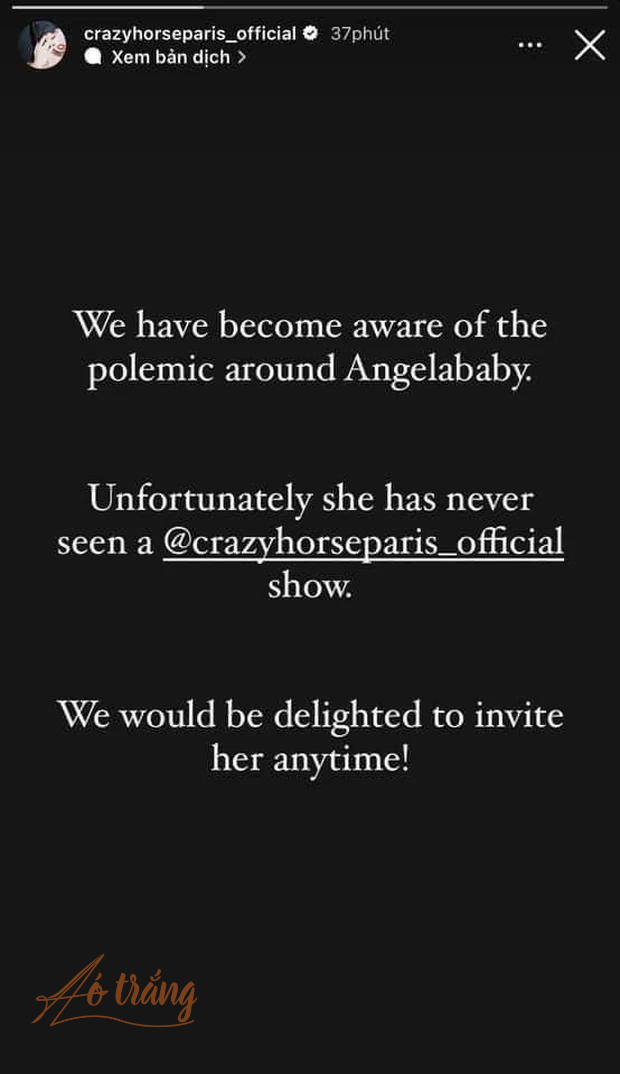 crazyhorseparis_official 37phút
Xem bản dịch >
We have become aware of the
polemic around Angelababy.
Unfortunately she has never
seen a @crazyhorseparis_official
show.
We would be delighted to invite
her anytime!
Aó trắng